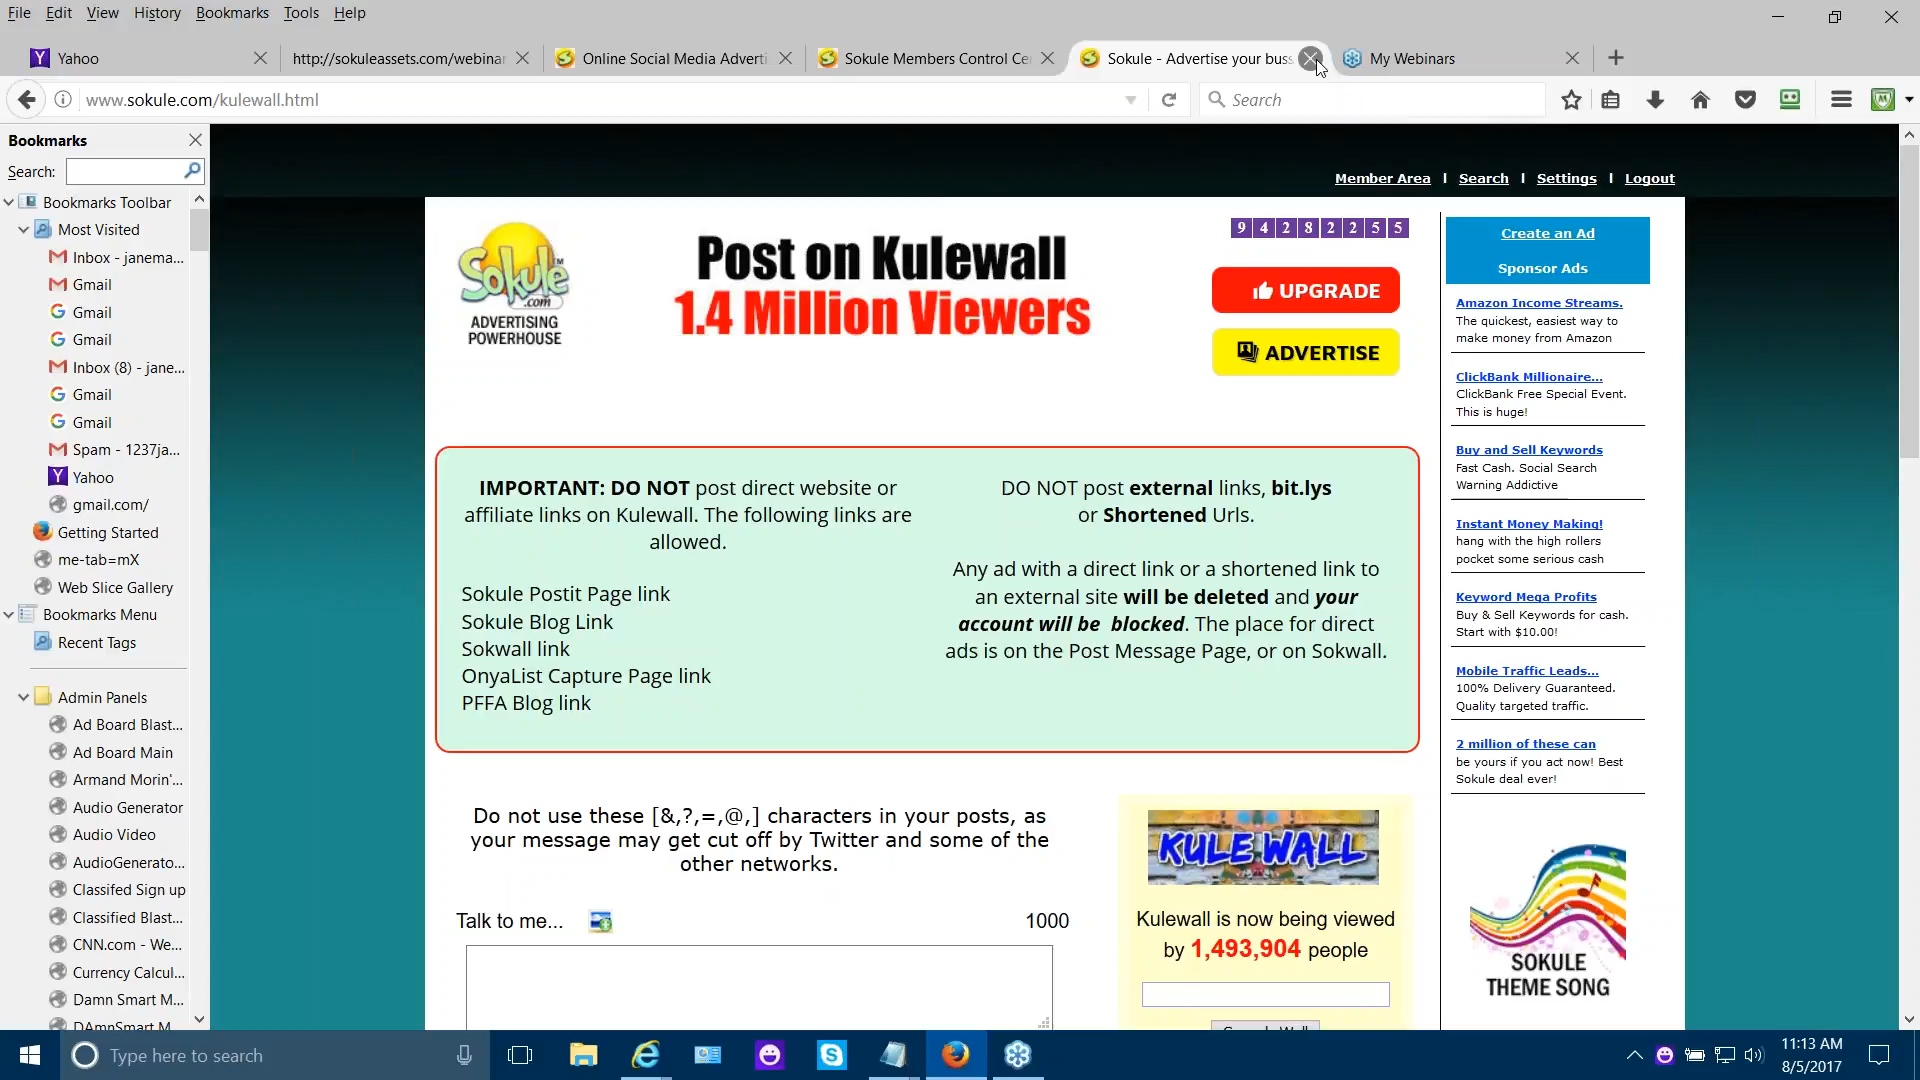 File Edit View History Bookmarks Tools Help
Yahoo
http://sokuleassets.com/webinar
Online Social Media Adverti
Sokule Members Control Ce
Sokule - Advertise your buss
My Webinars
www.sokule.com/kulewall.html
Search
Bookmarks
Search:
Bookmarks Toolbar
Most Visited
Inbox - janema...
Gmail
Gmail
Gmail
Inbox (8) - jane...
Gmail
Gmail
Spam - 1237ja...
Yahoo
gmail.com/
Getting Started
me-tab=mX
Web Slice Gallery
Bookmarks Menu
Recent Tags
Admin Panels
Ad Board Blast...
Ad Board Main
Armand Morin'...
Audio Generator
Audio Video
AudioGenerato...
Classifed Sign up
Classified Blast...
CNN.com - We...
Currency Calcul...
Damn Smart M...
DAmnSmart M
Member Area I Search I Settings I Logout
Sokule™
.com
ADVERTISING
POWERHOUSE
Post on Kulewall
1.4 Million Viewers
94282255
UPGRADE
ADVERTISE
IMPORTANT: DO NOT post direct website or
affiliate links on Kulewall. The following links are
allowed.
Sokule Postit Page link
Sokule Blog Link
Sokwall link
OnyaList Capture Page link
PFFA Blog link
DO NOT post external links, bit.lys
or Shortened Urls.
Any ad with a direct link or a shortened link to
an external site will be deleted and your
account will be blocked. The place for direct
ads is on the Post Message Page, or on Sokwall.
Do not use these [&,?,=,@,] characters in your posts, as
your message may get cut off by Twitter and some of the
other networks.
Talk to me...
1000
KULE WALL
Kulewall is now being viewed
by 1,493,904 people
Create an Ad
Sponsor Ads
Amazon Income Streams.
The quickest, easiest way to
make money from Amazon
ClickBank Millionaire...
ClickBank Free Special Event.
This is huge!
Buy and Sell Keywords
Fast Cash. Social Search
Warning Addictive
Instant Money Making!
hang with the high rollers
pocket some serious cash
Keyword Mega Profits
Buy & Sell Keywords for cash.
Start with $10.00!
Mobile Traffic Leads...
100% Delivery Guaranteed.
Quality targeted traffic.
2 million of these can
be yours if you act now! Best
Sokule deal ever!
SOKULE
THEME SONG
Type here to search
11:13 AM
8/5/2017